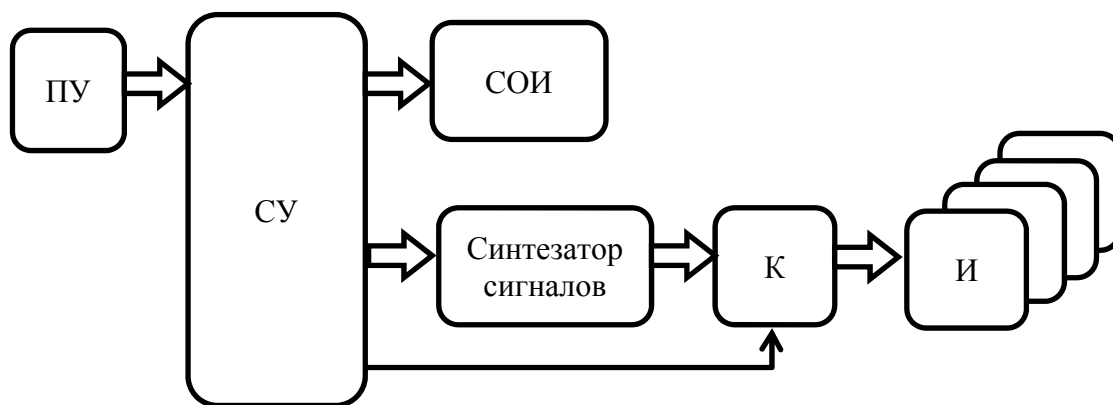 ПУ
СОИ
СУ
Синтезатор
сигналов
К
И